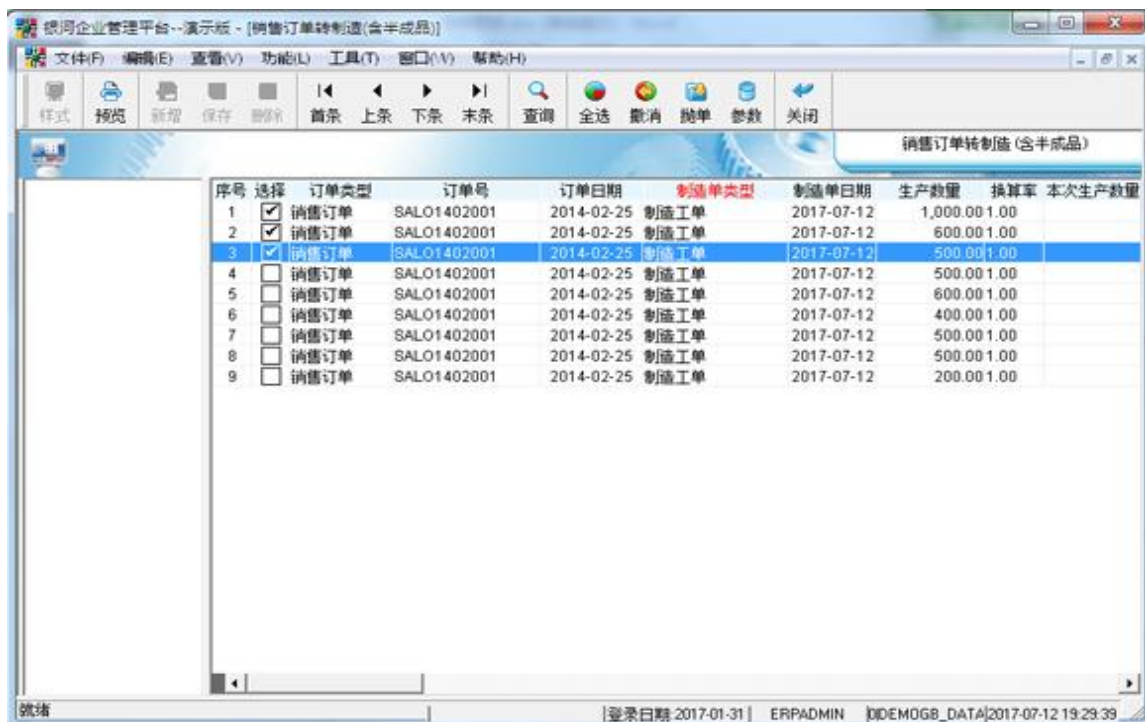 银河企业管理平台--演示版 - [销售订单转制造(含半成品)]
文件(F) 编辑(E) 查看(V) 功能(L) 工具(T) 窗口(W) 帮助(H)
样式 预览 新增 保存 删除 首条 上条 下条 末条 查询 全选 撤消 抛单 参数 关闭
销售订单转制造(含半成品)
序号 选择 订单类型 订单号 订单日期 制造单类型 制造单日期 生产数量 换算率 本次生产数量
1 销售订单 SALO1402001 2014-02-25 制造工单 2017-07-12 1,000.00 1.00
2 销售订单 SALO1402001 2014-02-25 制造工单 2017-07-12 600.00 1.00
3 销售订单 SALO1402001 2014-02-25 制造工单 2017-07-12 500.00 1.00
4 销售订单 SALO1402001 2014-02-25 制造工单 2017-07-12 500.00 1.00
5 销售订单 SALO1402001 2014-02-25 制造工单 2017-07-12 600.00 1.00
6 销售订单 SALO1402001 2014-02-25 制造工单 2017-07-12 400.00 1.00
7 销售订单 SALO1402001 2014-02-25 制造工单 2017-07-12 500.00 1.00
8 销售订单 SALO1402001 2014-02-25 制造工单 2017-07-12 500.00 1.00
9 销售订单 SALO1402001 2014-02-25 制造工单 2017-07-12 200.00 1.00
就绪 登录日期:2017-01-31 ERPADMIN DEMOGB_DATA 2017-07-12 19:29:39